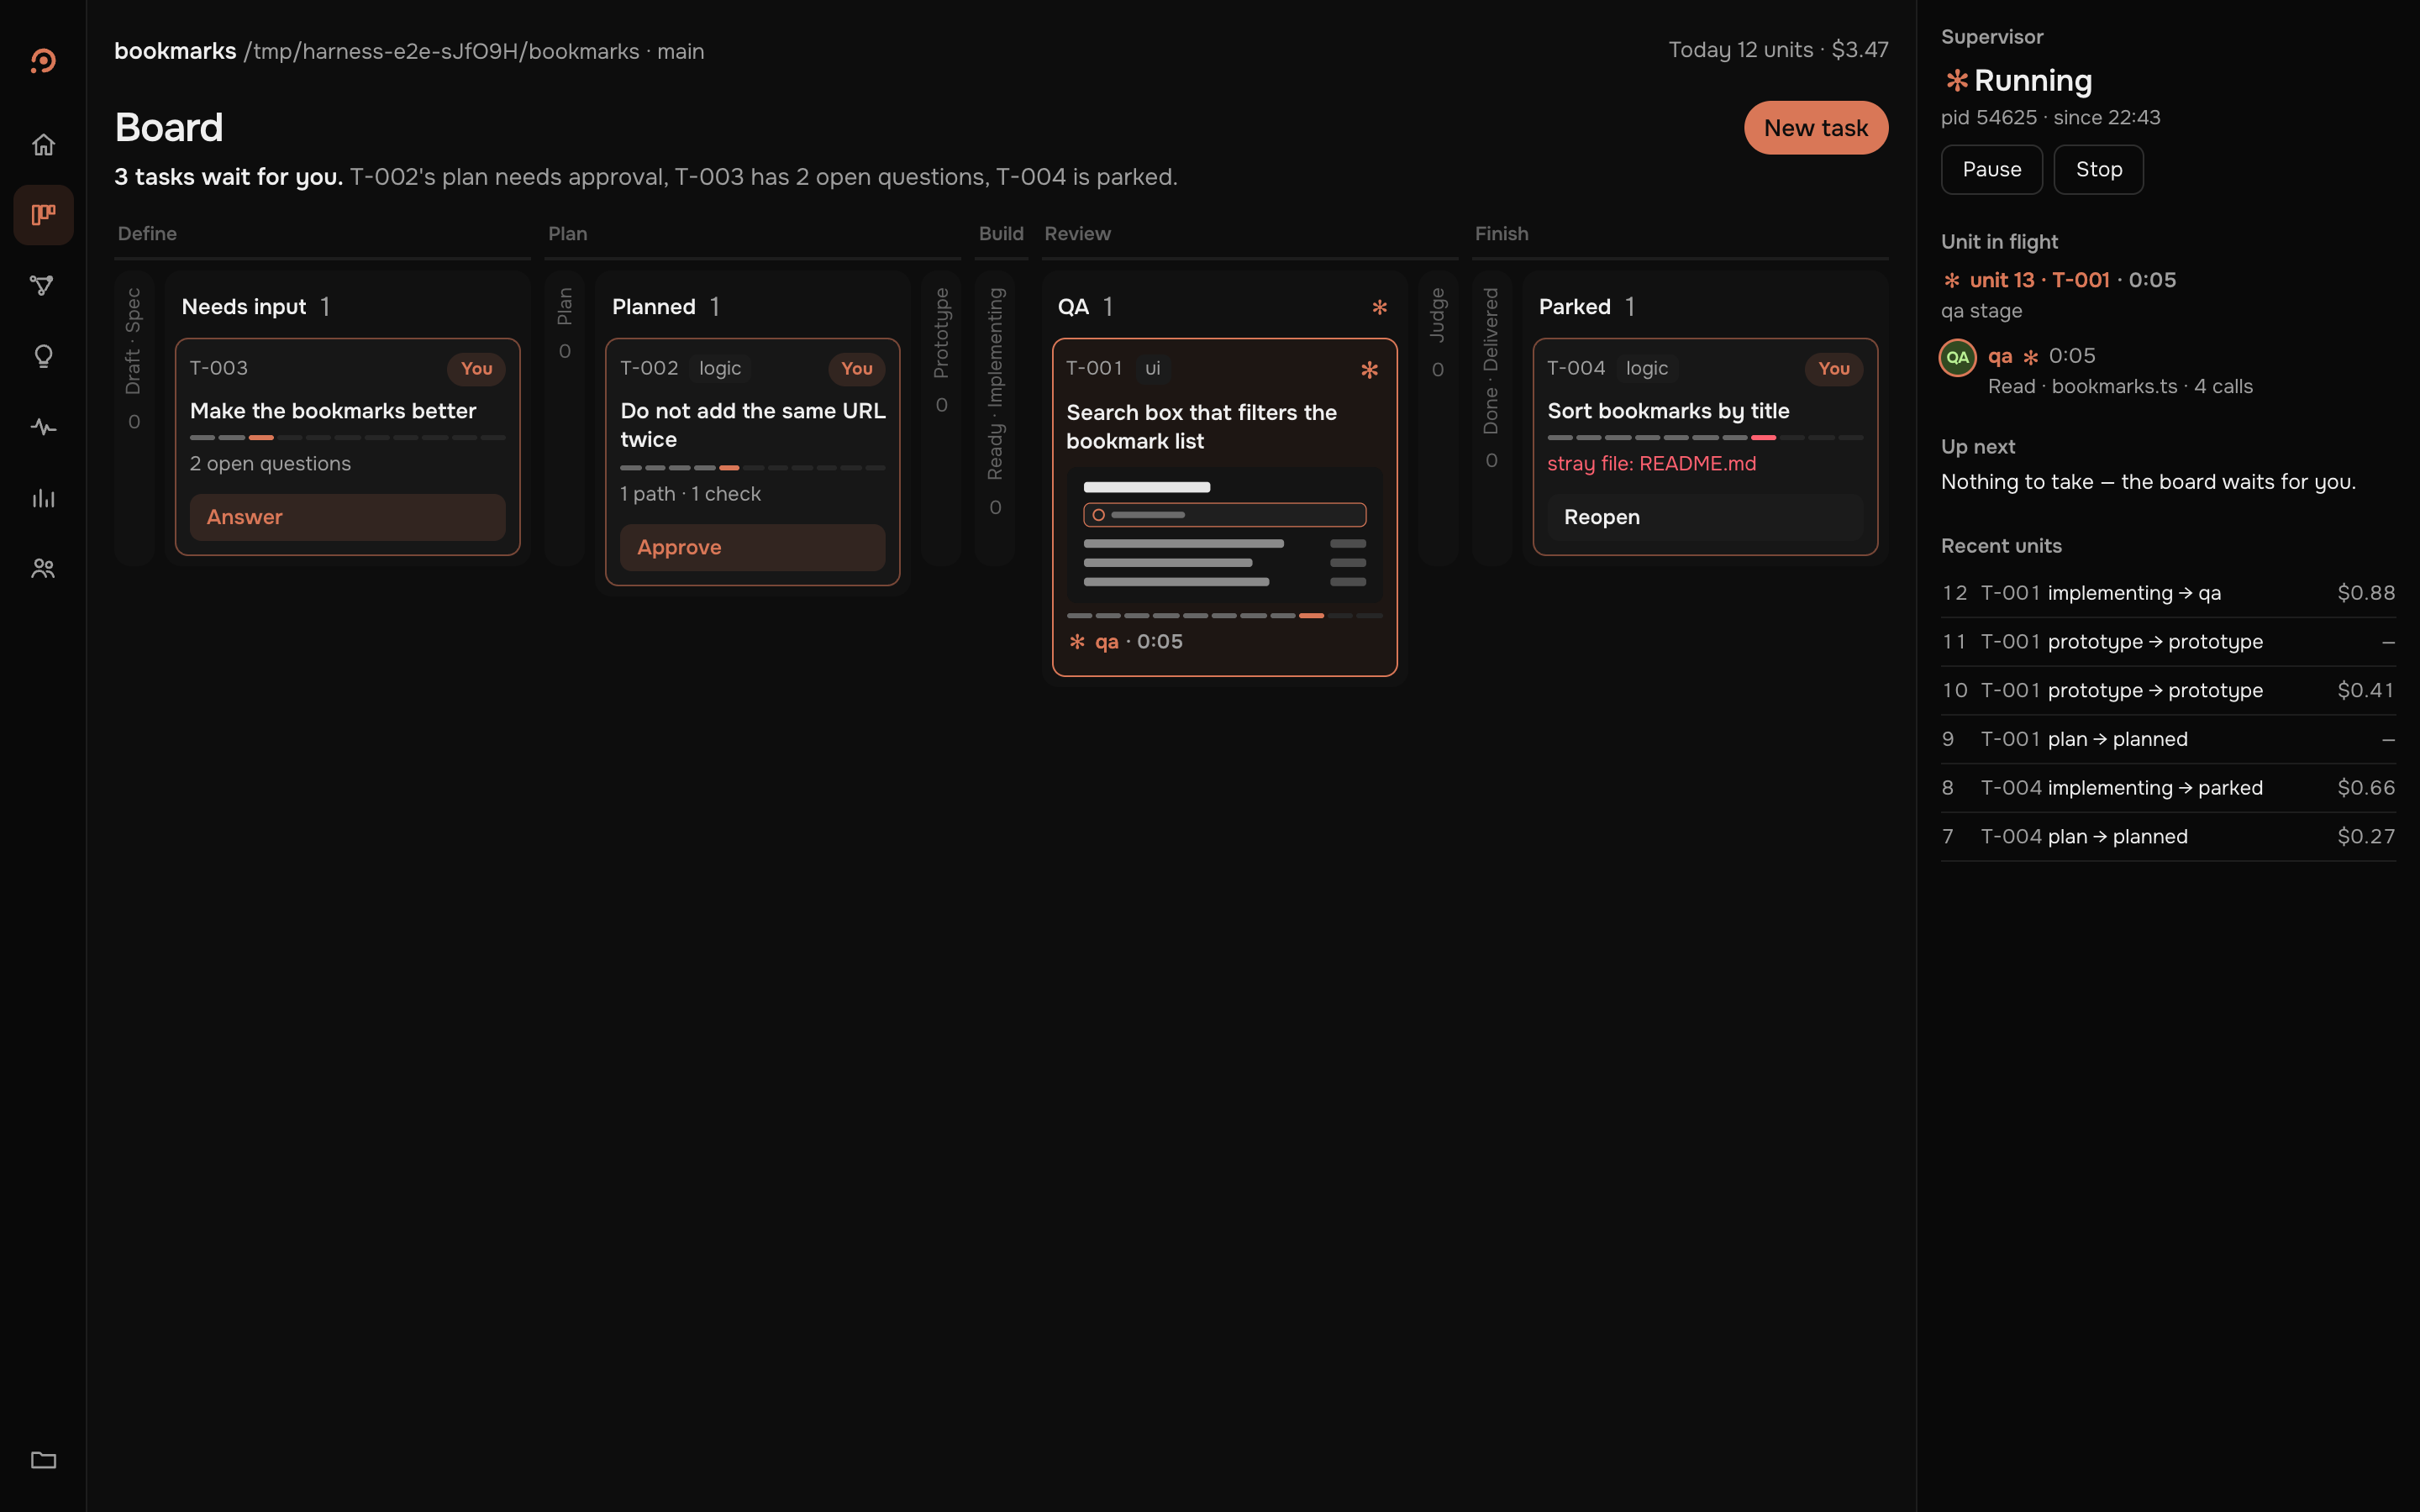 bookmarks /tmp/harness-e2e-sJfO9H/bookmarks · main
Today 12 units · $3.47
Board
New task
3 tasks wait for you. T-002's plan needs approval, T-003 has 2 open questions, T-004 is parked.
Define
Draft · Spec 0
Needs input 1
T-003 You
Make the bookmarks better
2 open questions
Answer
Plan
Plan 0
Planned 1
T-002 logic You
Do not add the same URL
twice
1 path · 1 check
Approve
Prototype 0
Build
Ready · Implementing 0
Review
QA 1
T-001 ui
Search box that filters the
bookmark list
qa · 0:05
Judge 0
Finish
Done · Delivered 0
Parked 1
T-004 logic You
Sort bookmarks by title
stray file: README.md
Reopen
Supervisor
Running
pid 54625 · since 22:43
Pause Stop
Unit in flight
unit 13 · T-001 · 0:05
qa stage
QA qa 0:05
Read · bookmarks.ts · 4 calls
Up next
Nothing to take — the board waits for you.
Recent units
12 T-001 implementing → qa $0.88
11 T-001 prototype → prototype —
10 T-001 prototype → prototype $0.41
9 T-001 plan → planned —
8 T-004 implementing → parked $0.66
7 T-004 plan → planned $0.27